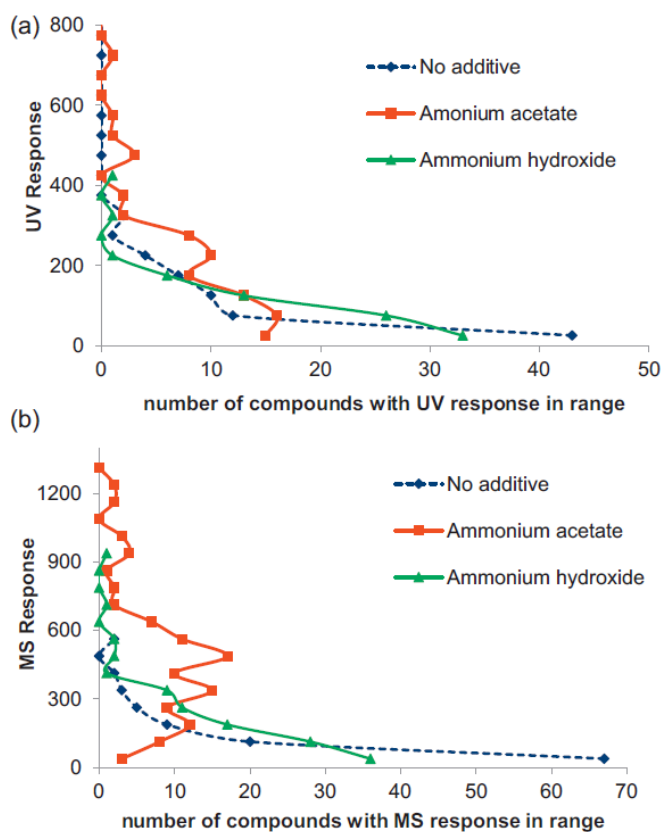 (a)
800
600
400
200
0
UV Response
No additive
Amonium acetate
Ammonium hydroxide
0 10 20 30 40 50
number of compounds with UV response in range
(b)
1200
900
600
300
0
MS Response
No additive
Ammonium acetate
Ammonium hydroxide
0 10 20 30 40 50 60 70
number of compounds with MS response in range